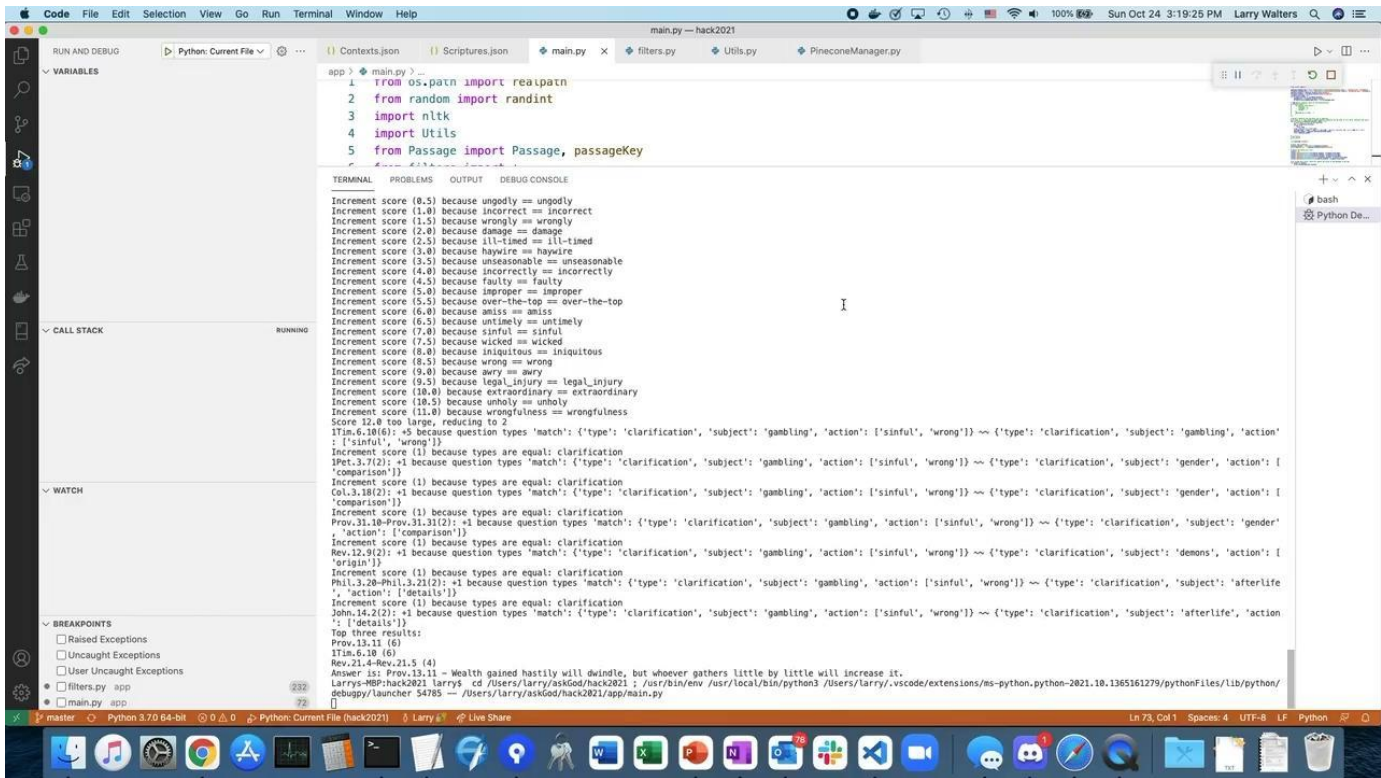 Code File Edit Selection View Go Run Terminal Window Help 100% Sun Oct 24 3:19:25 PM Larry Walters
main.py — hack2021
RUN AND DEBUG Python: Current File ... {} Contexts.json {} Scriptures.json main.py × filters.py Utils.py PineconeManager.py
VARIABLES
app > main.py > ...
1 from os.path import realpath
2 from random import randint
3 import nltk
4 import Utils
5 from Passage import Passage, passageKey
TERMINAL PROBLEMS OUTPUT DEBUG CONSOLE
bash
Python De...
Increment score (0.5) because ungodly == ungodly
Increment score (1.0) because incorrect == incorrect
Increment score (1.5) because wrongly == wrongly
Increment score (2.0) because damage == damage
Increment score (2.5) because ill-timed == ill-timed
Increment score (3.0) because haywire == haywire
Increment score (3.5) because unseasonable == unseasonable
Increment score (4.0) because incorrectly == incorrectly
Increment score (4.5) because faulty == faulty
Increment score (5.0) because improper == improper
Increment score (5.5) because over-the-top == over-the-top
Increment score (6.0) because amiss == amiss
Increment score (6.5) because untimely == untimely
Increment score (7.0) because sinful == sinful
Increment score (7.5) because wicked == wicked
Increment score (8.0) because iniquitous == iniquitous
Increment score (8.5) because wrong == wrong
Increment score (9.0) because awry == awry
Increment score (9.5) because legal_injury == legal_injury
Increment score (10.0) because extraordinary == extraordinary
Increment score (10.5) because unholy == unholy
Increment score (11.0) because wrongfulness == wrongfulness
Score 12.0 too large, reducing to 2
1Tim.6.10(6): +5 because question types 'match': {'type': 'clarification', 'subject': 'gambling', 'action': ['sinful', 'wrong']} ~~ {'type': 'clarification', 'subject': 'gambling', 'action'
: ['sinful', 'wrong']}
Increment score (1) because types are equal: clarification
1Pet.3.7(2): +1 because question types 'match': {'type': 'clarification', 'subject': 'gambling', 'action': ['sinful', 'wrong']} ~~ {'type': 'clarification', 'subject': 'gender', 'action': [
'comparison']}
Increment score (1) because types are equal: clarification
Col.3.18(2): +1 because question types 'match': {'type': 'clarification', 'subject': 'gambling', 'action': ['sinful', 'wrong']} ~~ {'type': 'clarification', 'subject': 'gender', 'action': [
'comparison']}
Increment score (1) because types are equal: clarification
Prov.31.10-Prov.31.31(2): +1 because question types 'match': {'type': 'clarification', 'subject': 'gambling', 'action': ['sinful', 'wrong']} ~~ {'type': 'clarification', 'subject': 'gender'
, 'action': ['comparison']}
Increment score (1) because types are equal: clarification
Rev.12.9(2): +1 because question types 'match': {'type': 'clarification', 'subject': 'gambling', 'action': ['sinful', 'wrong']} ~~ {'type': 'clarification', 'subject': 'demons', 'action': [
'origin']}
Increment score (1) because types are equal: clarification
Phil.3.20-Phil.3.21(2): +1 because question types 'match': {'type': 'clarification', 'subject': 'gambling', 'action': ['sinful', 'wrong']} ~~ {'type': 'clarification', 'subject': 'afterlife
', 'action': ['details']}
Increment score (1) because types are equal: clarification
John.14.2(2): +1 because question types 'match': {'type': 'clarification', 'subject': 'gambling', 'action': ['sinful', 'wrong']} ~~ {'type': 'clarification', 'subject': 'afterlife', 'action
': ['details']}
Top three results:
Prov.13.11 (6)
1Tim.6.10 (6)
Rev.21.4-Rev.21.5 (4)
Answer is: Prov.13.11 - Wealth gained hastily will dwindle, but whoever gathers little by little will increase it.
Larrys-MBP:hack2021 larry$ cd /Users/larry/askGod/hack2021 ; /usr/bin/env /usr/local/bin/python3 /Users/larry/.vscode/extensions/ms-python.python-2021.10.1365161279/pythonFiles/lib/python/
debugpy/launcher 54785 -- /Users/larry/askGod/hack2021/app/main.py
CALL STACK RUNNING
WATCH
BREAKPOINTS
Raised Exceptions
Uncaught Exceptions
User Uncaught Exceptions
filters.py app 232
main.py app 72
master Python 3.7.0 64-bit 0 0 Python: Current File (hack2021) Larry Live Share Ln 73, Col 1 Spaces: 4 UTF-8 LF Python